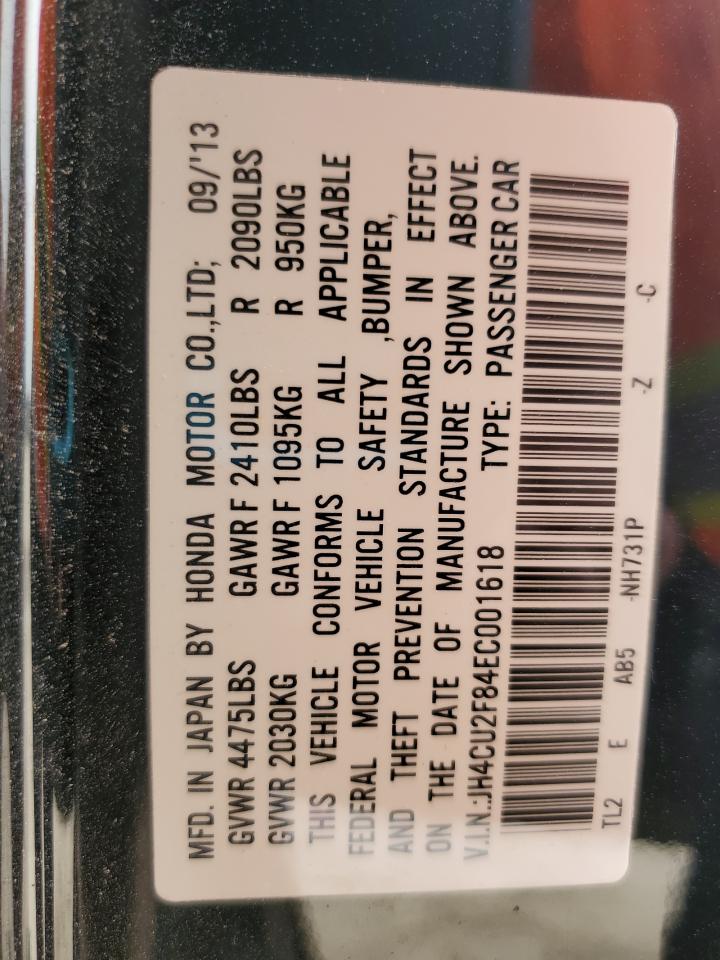 MFD. IN JAPAN BY HONDA MOTOR CO.,LTD; 09/'13
GVWR 4475LBS GAWR F 2410LBS R 2090LBS
GVWR 2030KG GAWR F 1095KG R 950KG
THIS VEHICLE CONFORMS TO ALL APPLICABLE
FEDERAL MOTOR VEHICLE SAFETY ,BUMPER,
AND THEFT PREVENTION STANDARDS IN EFFECT
ON THE DATE OF MANUFACTURE SHOWN ABOVE.
V.I.N.:JH4CU2F84EC001618 TYPE: PASSENGER CAR
TL2 E AB5 -NH731P -Z -C